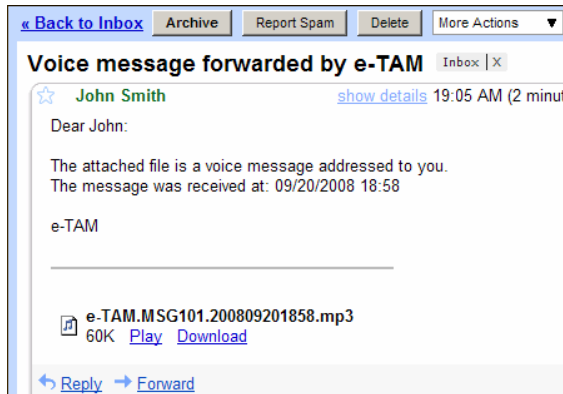 « Back to Inbox Archive Report Spam Delete More Actions
Voice message forwarded by e-TAM Inbox | X
John Smith show details 19:05 AM (2 minut
Dear John:
The attached file is a voice message addressed to you.
The message was received at: 09/20/2008 18:58
e-TAM
e-TAM.MSG101.200809201858.mp3
60K Play Download
Reply Forward